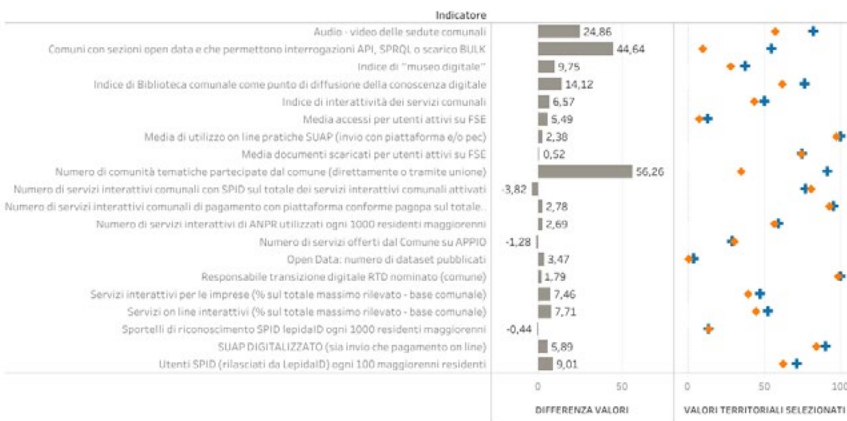 Indicatore
Audio - video delle sedute comunali 24,86
Comuni con sezioni open data e che permettono interrogazioni API, SPRQL o scarico BULK 44,64
Indice di "museo digitale" 9,75
Indice di Biblioteca comunale come punto di diffusione della conoscenza digitale 14,12
Indice di interattività dei servizi comunali 6,57
Media accessi per utenti attivi su FSE 5,49
Media di utilizzo on line pratiche SUAP (invio con piattaforma e/o pec) 2,38
Media documenti scaricati per utenti attivi su FSE 0,52
Numero di comunità tematiche partecipate dal comune (direttamente o tramite unione) 56,26
Numero di servizi interattivi comunali con SPID sul totale dei servizi interattivi comunali attivati -3,82
Numero di servizi interattivi comunali di pagamento con piattaforma conforme pagopa sul totale.. 2,78
Numero di servizi interattivi di ANPR utilizzati ogni 1000 residenti maggiorenni 2,69
Numero di servizi offerti dal Comune su APPIO -1,28
Open Data: numero di dataset pubblicati 3,47
Responsabile transizione digitale RTD nominato (comune) 1,79
Servizi interattivi per le imprese (% sul totale massimo rilevato - base comunale) 7,46
Servizi on line interattivi (% sul totale massimo rilevato - base comunale) 7,71
Sportelli di riconoscimento SPID lepidaID ogni 1000 residenti maggiorenni -0,44
SUAP DIGITALIZZATO (sia invio che pagamento on line) 5,89
Utenti SPID (rilasciati da LepidaID) ogni 100 maggiorenni residenti 9,01
0 50 0 50 100
DIFFERENZA VALORI VALORI TERRITORIALI SELEZIONATI